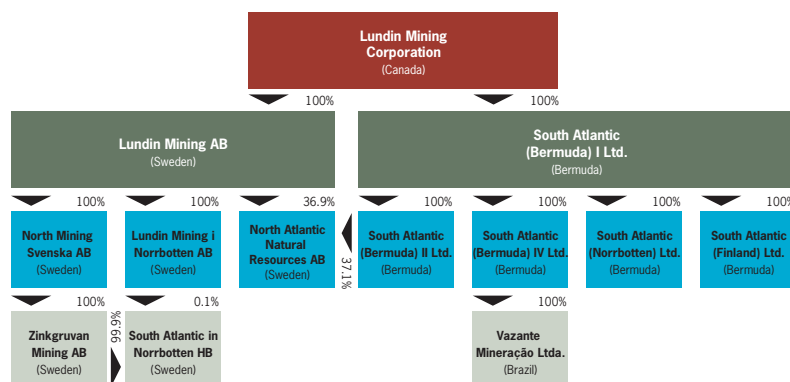 Lundin Mining
Corporation
(Canada)
100%
100%
Lundin Mining AB
(Sweden)
South Atlantic
(Bermuda) I Ltd.
(Bermuda)
100%
100%
36.9%
100%
100%
100%
100%
North Mining
Svenska AB
(Sweden)
Lundin Mining i
Norrbotten AB
(Sweden)
North Atlantic
Natural
Resources AB
(Sweden)
37.1%
South Atlantic
(Bermuda) II Ltd.
(Bermuda)
South Atlantic
(Bermuda) IV Ltd.
(Bermuda)
South Atlantic
(Norrbotten) Ltd.
(Bermuda)
South Atlantic
(Finland) Ltd.
(Bermuda)
100%
0.1%
100%
Zinkgruvan
Mining AB
(Sweden)
99.9%
South Atlantic in
Norrbotten HB
(Sweden)
Vazante
Mineração Ltda.
(Brazil)